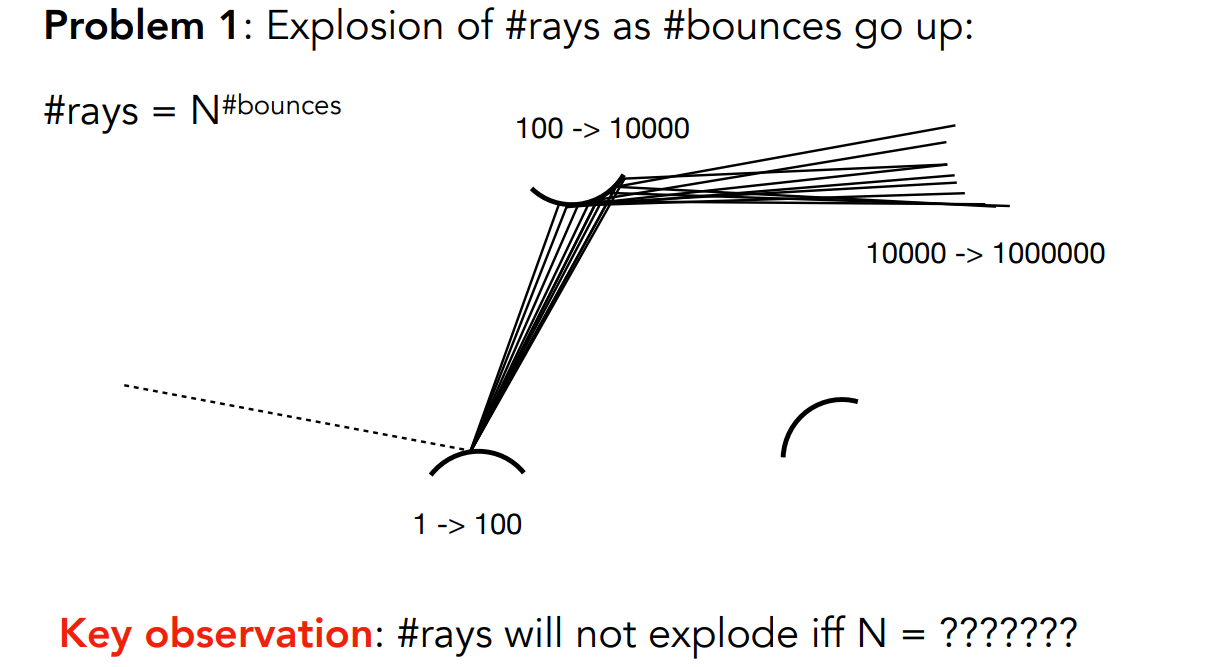 Problem 1: Explosion of #rays as #bounces go up:
#rays = N#bounces
100 -> 10000
10000 -> 1000000
1 -> 100
Key observation: #rays will not explode iff N = ???????